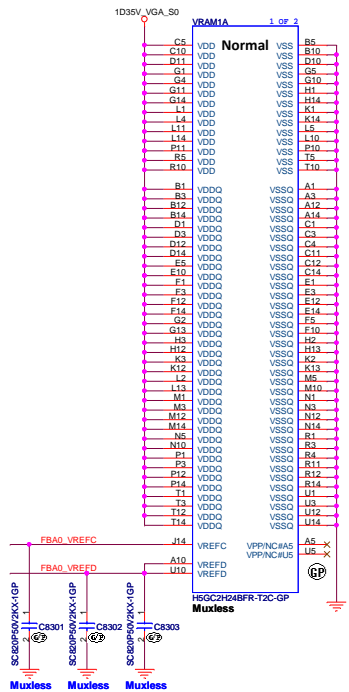 1D35V_VGA_S0
VRAM1A 1 OF 2
Normal
C5 VDD VSS B5
C10 VDD VSS B10
D11 VDD VSS D10
G1 VDD VSS G5
G4 VDD VSS G10
G11 VDD VSS H1
G14 VDD VSS H14
L1 VDD VSS K1
L4 VDD VSS K14
L11 VDD VSS L5
L14 VDD VSS L10
P11 VDD VSS P10
R5 VDD VSS T5
R10 VDD VSS T10
B1 VDDQ VSSQ A1
B3 VDDQ VSSQ A3
B12 VDDQ VSSQ A12
B14 VDDQ VSSQ A14
D1 VDDQ VSSQ C1
D3 VDDQ VSSQ C3
D12 VDDQ VSSQ C4
D14 VDDQ VSSQ C11
E5 VDDQ VSSQ C12
E10 VDDQ VSSQ C14
F1 VDDQ VSSQ E1
F3 VDDQ VSSQ E3
F12 VDDQ VSSQ E12
F14 VDDQ VSSQ E14
G2 VDDQ VSSQ F5
G13 VDDQ VSSQ F10
H3 VDDQ VSSQ H2
H12 VDDQ VSSQ H13
K3 VDDQ VSSQ K2
K12 VDDQ VSSQ K13
L2 VDDQ VSSQ M5
L13 VDDQ VSSQ M10
M1 VDDQ VSSQ N1
M3 VDDQ VSSQ N3
M12 VDDQ VSSQ N12
M14 VDDQ VSSQ N14
N5 VDDQ VSSQ R1
N10 VDDQ VSSQ R3
P1 VDDQ VSSQ R4
P3 VDDQ VSSQ R11
P12 VDDQ VSSQ R12
P14 VDDQ VSSQ R14
T1 VDDQ VSSQ U1
T3 VDDQ VSSQ U3
T12 VDDQ VSSQ U12
T14 VDDQ VSSQ U14
FBA0_VREFC J14 VREFC VPP/NC#A5 A5
VPP/NC#U5 U5
A10 VREFD
FBA0_VREFD U10 VREFD
GP
H5GC2H24BFR-T2C-GP
Muxless
SC820P50V2KX-1GP 1 2 C8301
SC820P50V2KX-1GP 1 2 C8302
SC820P50V2KX-1GP 1 2 C8303
Muxless Muxless